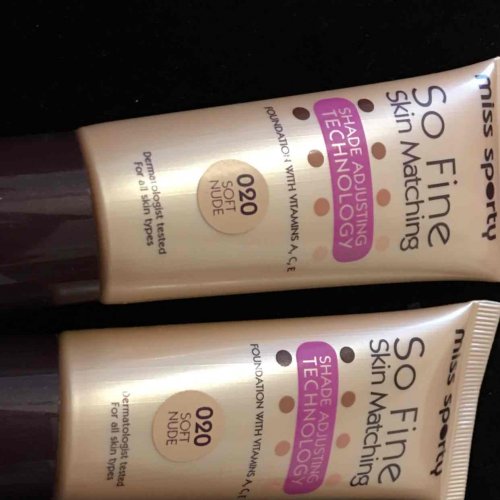 miss sporty
So Fine
Skin Matching
SHADE ADJUSTING
TECHNOLOGY
FOUNDATION WITH VITAMINS A, C, E
020
SOFT
NUDE
Dermatologist tested
For all skin types
miss sporty
So Fine
Skin Matching
SHADE ADJUSTING
TECHNOLOGY
FOUNDATION WITH VITAMINS A, C, E
020
SOFT
NUDE
Dermatologist tested
For all skin types